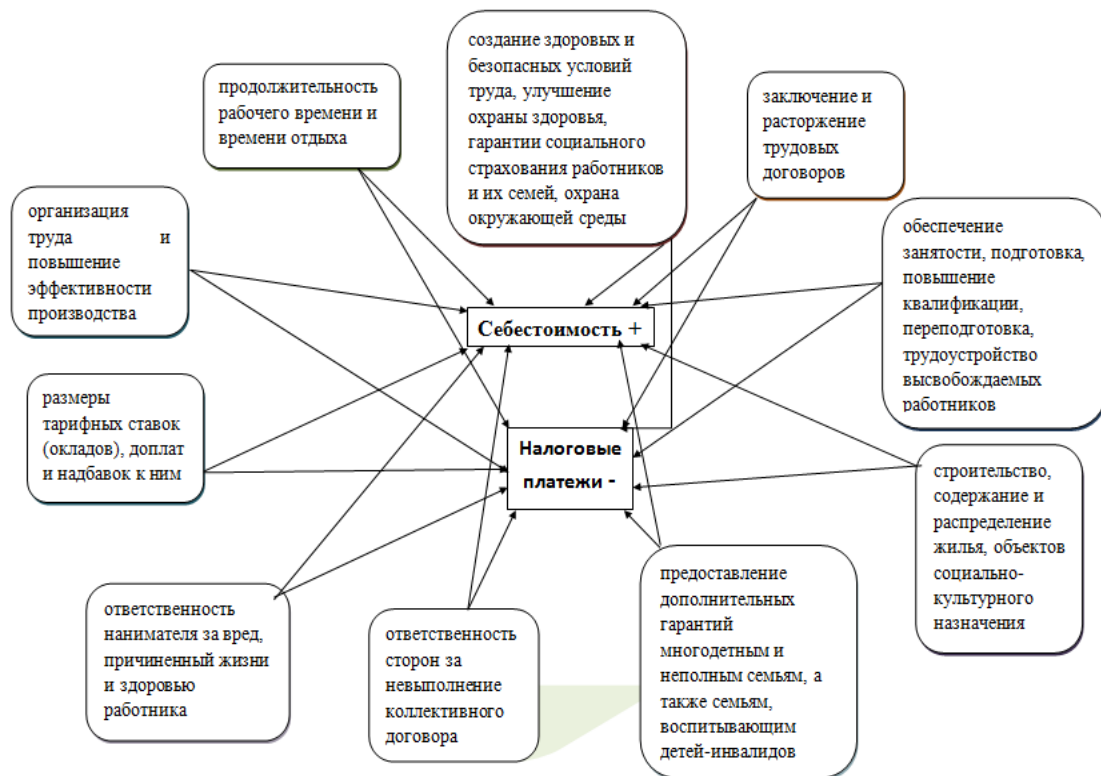 создание здоровых и
безопасных условий
труда, улучшение
охраны здоровья,
гарантии социального
страхования работников
и их семей, охрана
окружающей среды
продолжительность
рабочего времени и
времени отдыха
заключение и
расторжение
трудовых
договоров
организация
труда и
повышение
эффективности
производства
обеспечение
занятости, подготовка,
повышение
квалификации,
переподготовка,
трудоустройство
высвобождаемых
работников
Себестоимость +
размеры
тарифных ставок
(окладов), доплат
и надбавок к ним
Налоговые
платежи -
строительство,
содержание и
распределение
жилья, объектов
социально-
культурного
назначения
ответственность
нанимателя за вред,
причиненный жизни
и здоровью
работника
ответственность
сторон за
невыполнение
коллективного
договора
предоставление
дополнительных
гарантий
многодетным и
неполным семьям, а
также семьям,
воспитывающим
детей-инвалидов